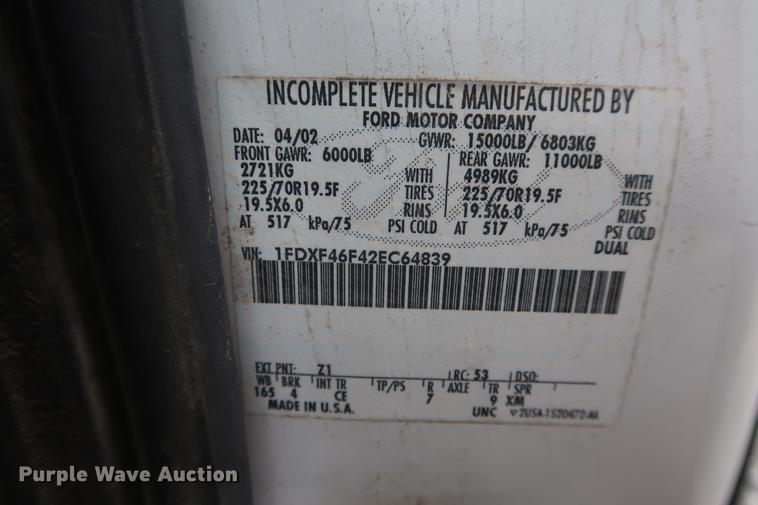 INCOMPLETE VEHICLE MANUFACTURED BY
FORD MOTOR COMPANY
DATE: 04/02 GVWR: 15000LB/ 6803KG
FRONT GAWR: 6000LB REAR GAWR: 11000LB
2721KG WITH 4989KG WITH
225/70R19.5F TIRES 225/70R19.5F TIRES
19.5X6.0 RIMS 19.5X6.0 RIMS
AT 517 kPa/75 PSI COLD AT 517 kPa/75 PSI COLD
DUAL
VIN: 1FDXF46F42EC64839
EXT PNT: Z1 RC: 53 DSO:
WB BRK INT TR TP/PS R AXLE TR SPR
165 4 CE 7 9 XM
MADE IN U.S.A. UNC
Purple Wave Auction